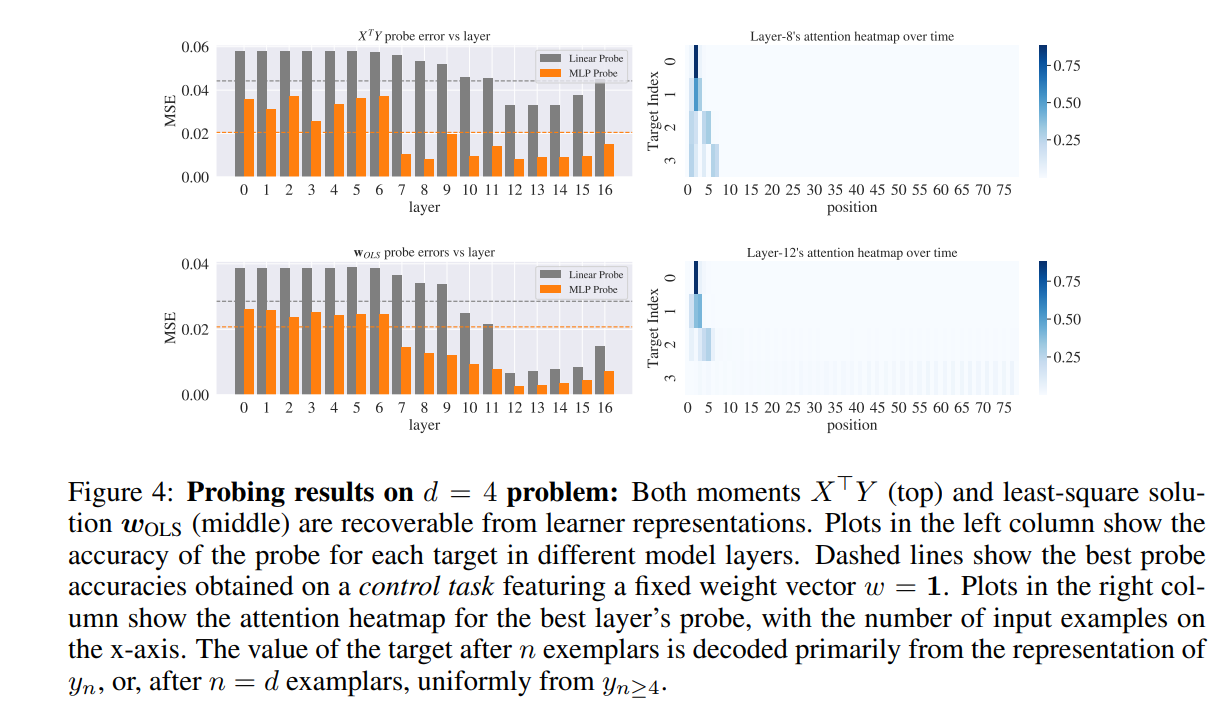 XᵀY probe error vs layer
0.06
0.04
0.02
0.00
MSE
Linear Probe
MLP Probe
0 1 2 3 4 5 6 7 8 9 10 11 12 13 14 15 16
layer
Layer-8's attention heatmap over time
Target Index
0
1
2
3
0 5 10 15 20 25 30 35 40 45 50 55 60 65 70 75
position
0.75
0.50
0.25
w_OLS probe errors vs layer
0.04
0.02
0.00
MSE
Linear Probe
MLP Probe
0 1 2 3 4 5 6 7 8 9 10 11 12 13 14 15 16
layer
Layer-12's attention heatmap over time
Target Index
0
1
2
3
0 5 10 15 20 25 30 35 40 45 50 55 60 65 70 75
position
0.75
0.50
0.25
Figure 4: Probing results on d = 4 problem: Both moments X⊤Y (top) and least-square solu-
tion w_OLS (middle) are recoverable from learner representations. Plots in the left column show the
accuracy of the probe for each target in different model layers. Dashed lines show the best probe
accuracies obtained on a control task featuring a fixed weight vector w = 1. Plots in the right col-
umn show the attention heatmap for the best layer's probe, with the number of input examples on
the x-axis. The value of the target after n exemplars is decoded primarily from the representation of
y_n, or, after n = d examplars, uniformly from y_n≥4.